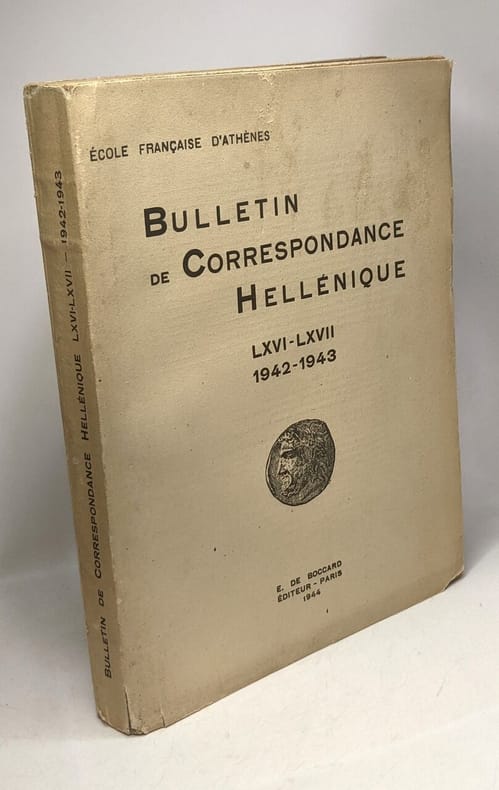 ÉCOLE FRANÇAISE D'ATHÈNES
BULLETIN
DE CORRESPONDANCE
HELLÉNIQUE
LXVI-LXVII
1942-1943
E. DE BOCCARD
ÉDITEUR - PARIS
1944
BULLETIN DE CORRESPONDANCE HELLÉNIQUE LXVI-LXVII — 1942-1943